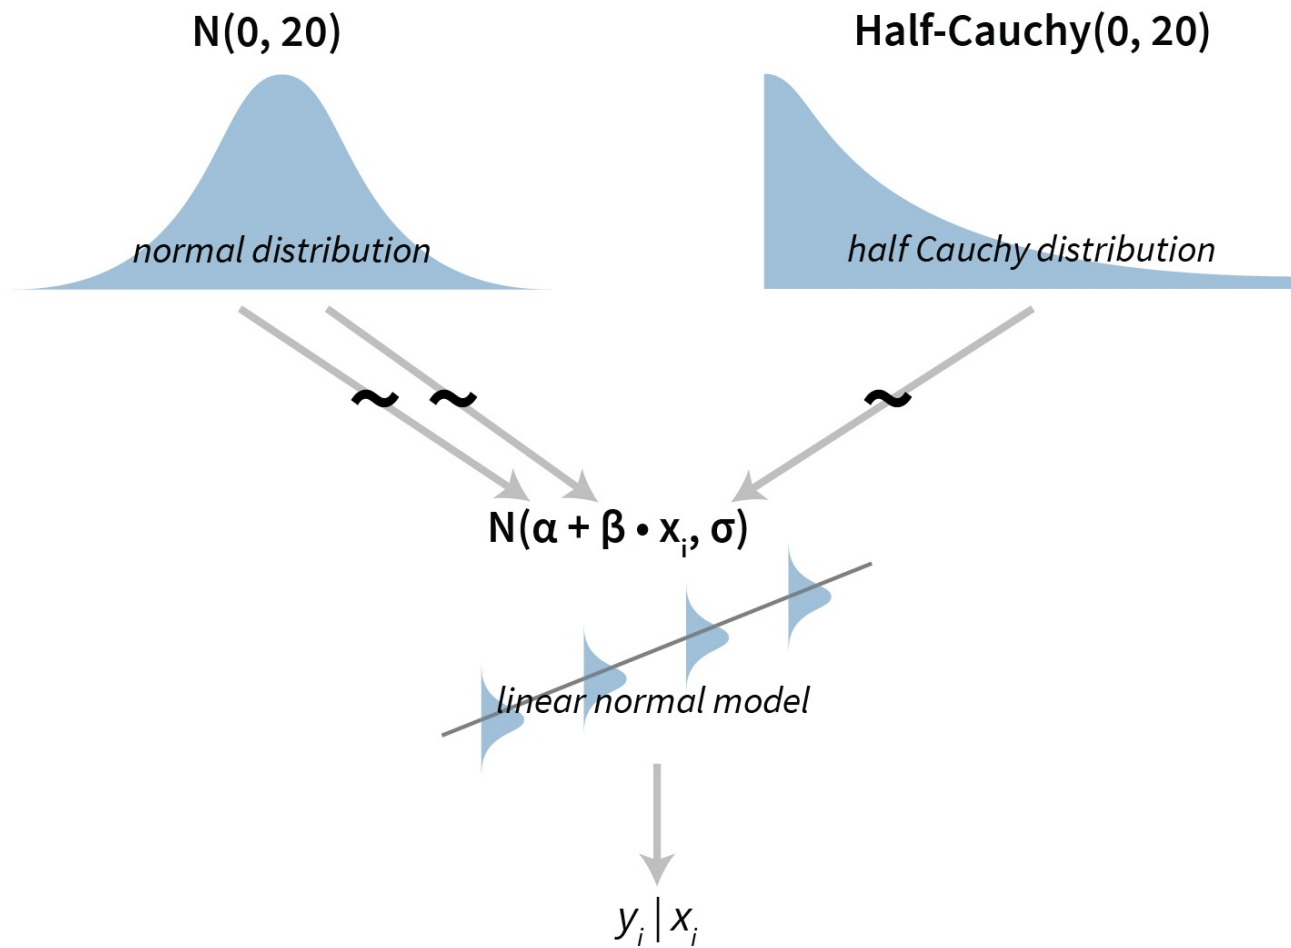 N(0, 20)
Half-Cauchy(0, 20)
normal distribution
half Cauchy distribution
~ ~ ~
N(α + β • xᵢ, σ)
linear normal model
yᵢ | xᵢ